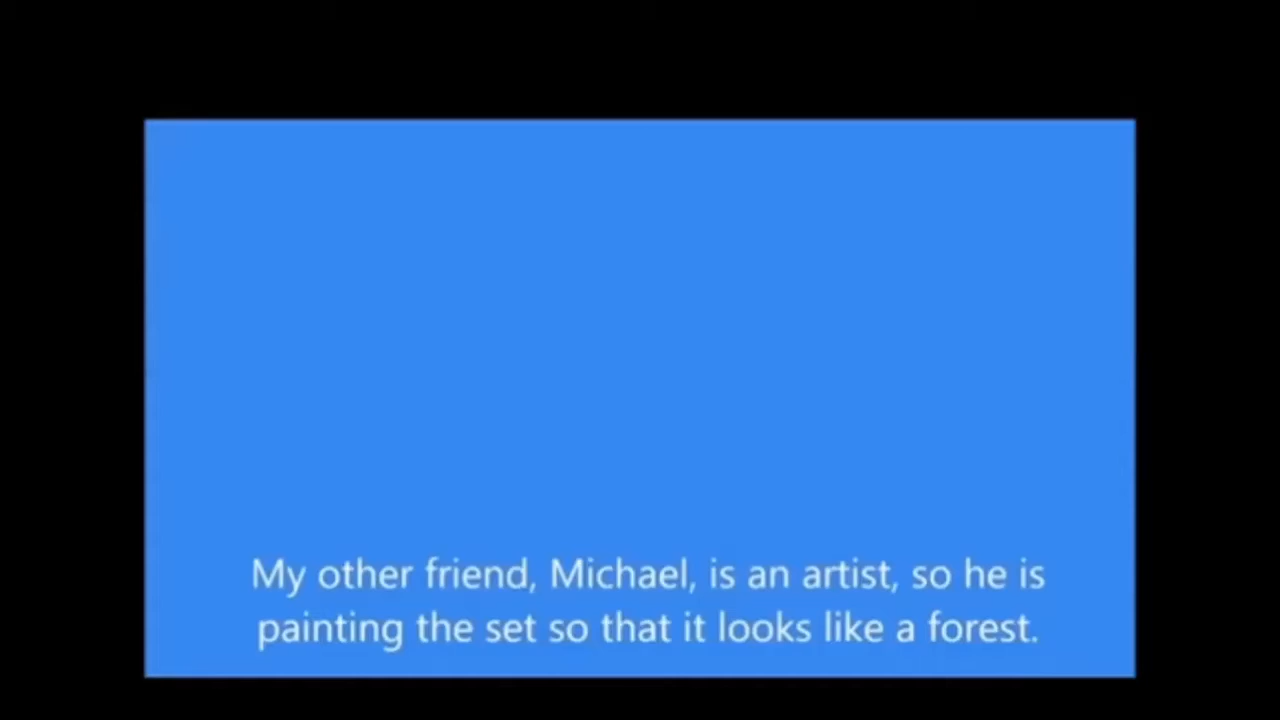 My other friend, Michael, is an artist, so he is
painting the set so that it looks like a forest.